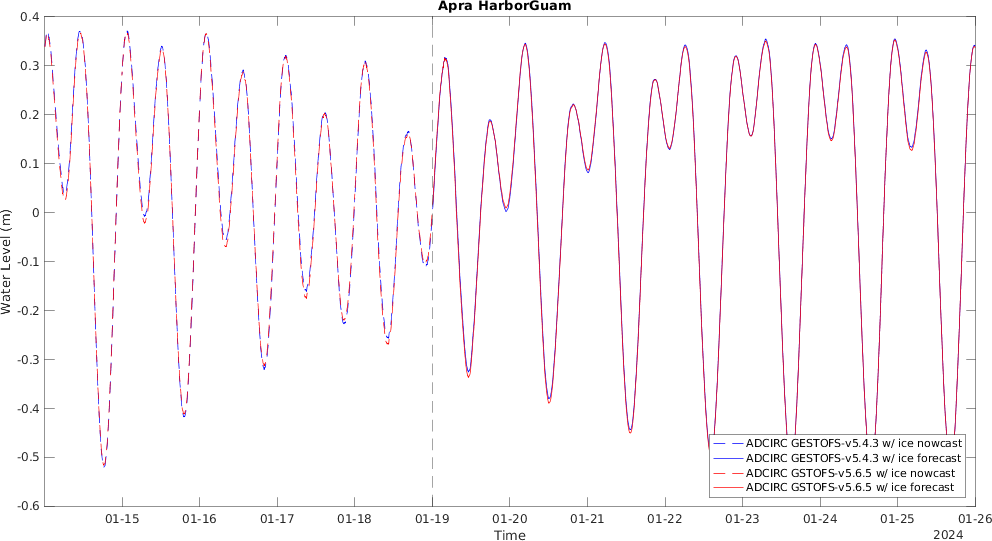 Apra HarborGuam
0.4
0.3
0.2
0.1
0
-0.1
-0.2
-0.3
-0.4
-0.5
-0.6
Water Level (m)
ADCIRC GESTOFS-v5.4.3 w/ ice nowcast
ADCIRC GESTOFS-v5.4.3 w/ ice forecast
ADCIRC GSTOFS-v5.6.5 w/ ice nowcast
ADCIRC GSTOFS-v5.6.5 w/ ice forecast
01-15 01-16 01-17 01-18 01-19 01-20 01-21 01-22 01-23 01-24 01-25 01-26
Time
2024